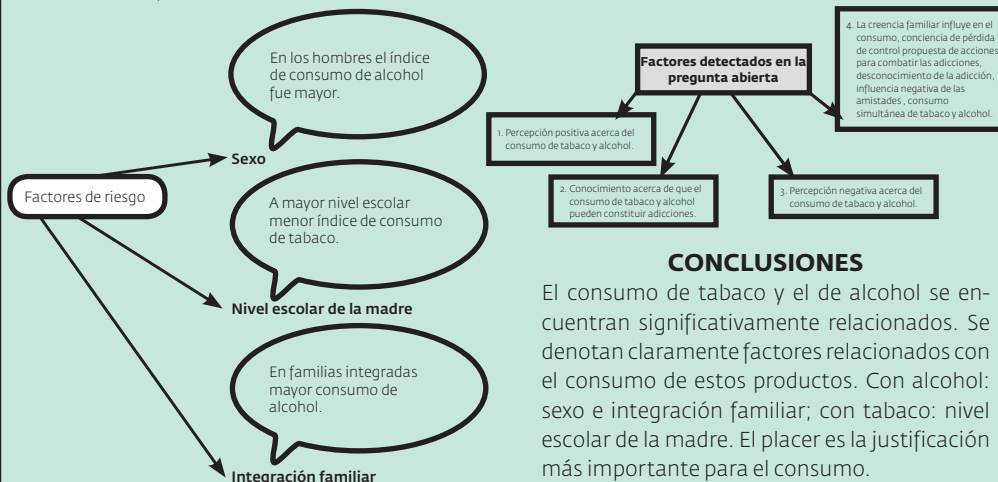 Factores de riesgo
En los hombres el índice
de consumo de alcohol
fue mayor.
Sexo
A mayor nivel escolar
menor índice de consumo
de tabaco.
Nivel escolar de la madre
En familias integradas
mayor consumo de
alcohol.
Integración familiar
Factores detectados en la
pregunta abierta
1. Percepción positiva acerca del
consumo de tabaco y alcohol.
2. Conocimiento acerca de que el
consumo de tabaco y alcohol
pueden constituir adicciones.
3. Percepción negativa acerca del
consumo de tabaco y alcohol.
4. La creencia familiar influye en el
consumo, conciencia de pérdida
de control propuesta de acciones
para combatir las adicciones,
desconocimiento de la adicción,
influencia negativa de las
amistades , consumo
simultánea de tabaco y alcohol.
CONCLUSIONES
El consumo de tabaco y el de alcohol se en-
cuentran significativamente relacionados. Se
denotan claramente factores relacionados con
el consumo de estos productos. Con alcohol:
sexo e integración familiar; con tabaco: nivel
escolar de la madre. El placer es la justificación
más importante para el consumo.